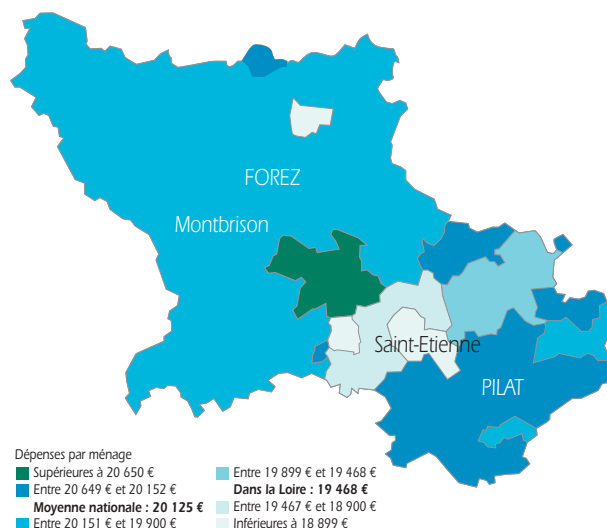 FOREZ
Montbrison
Saint-Etienne
PILAT
Dépenses par ménage
Supérieures à 20 650 €
Entre 20 649 € et 20 152 €
Moyenne nationale : 20 125 €
Entre 20 151 € et 19 900 €
Entre 19 899 € et 19 468 €
Dans la Loire : 19 468 €
Entre 19 467 € et 18 900 €
Inférieures à 18 899 €